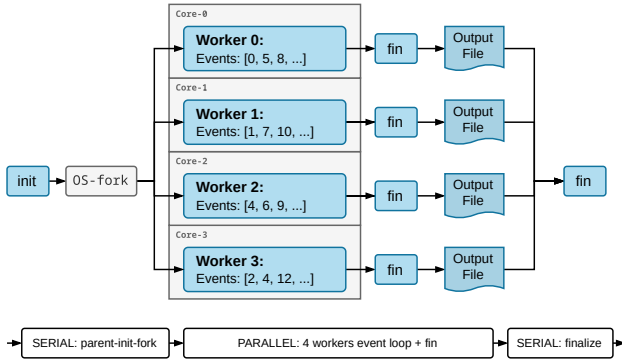 Core-0
Worker 0:
Events: [0, 5, 8, ...]
fin
Output
File
Core-1
Worker 1:
Events: [1, 7, 10, ...]
fin
Output
File
init
OS-fork
Core-2
Worker 2:
Events: [4, 6, 9, ...]
fin
Output
File
fin
Core-3
Worker 3:
Events: [2, 4, 12, ...]
fin
Output
File
SERIAL: parent-init-fork
PARALLEL: 4 workers event loop + fin
SERIAL: finalize